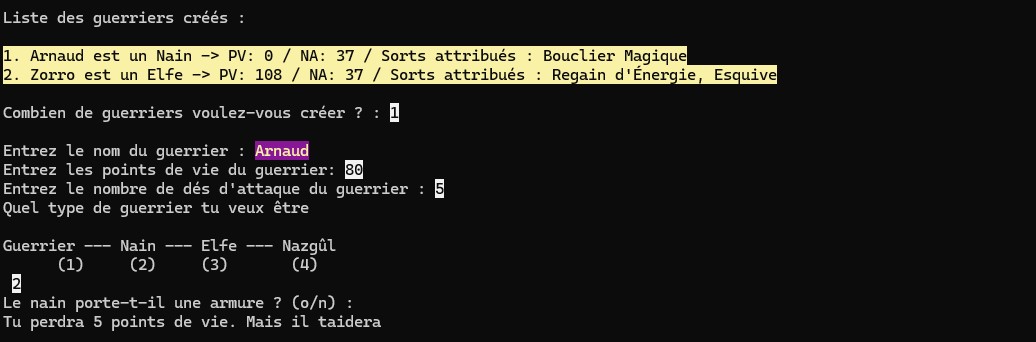 Liste des guerriers créés :
1. Arnaud est un Nain -> PV: 0 / NA: 37 / Sorts attribués : Bouclier Magique
2. Zorro est un Elfe -> PV: 108 / NA: 37 / Sorts attribués : Regain d'Énergie, Esquive
Combien de guerriers voulez-vous créer ? : 1
Entrez le nom du guerrier : Arnaud
Entrez les points de vie du guerrier: 80
Entrez le nombre de dés d'attaque du guerrier : 5
Quel type de guerrier tu veux être
Guerrier --- Nain --- Elfe --- Nazgûl
(1) (2) (3) (4)
2
Le nain porte-t-il une armure ? (o/n) :
Tu perdra 5 points de vie. Mais il taidera